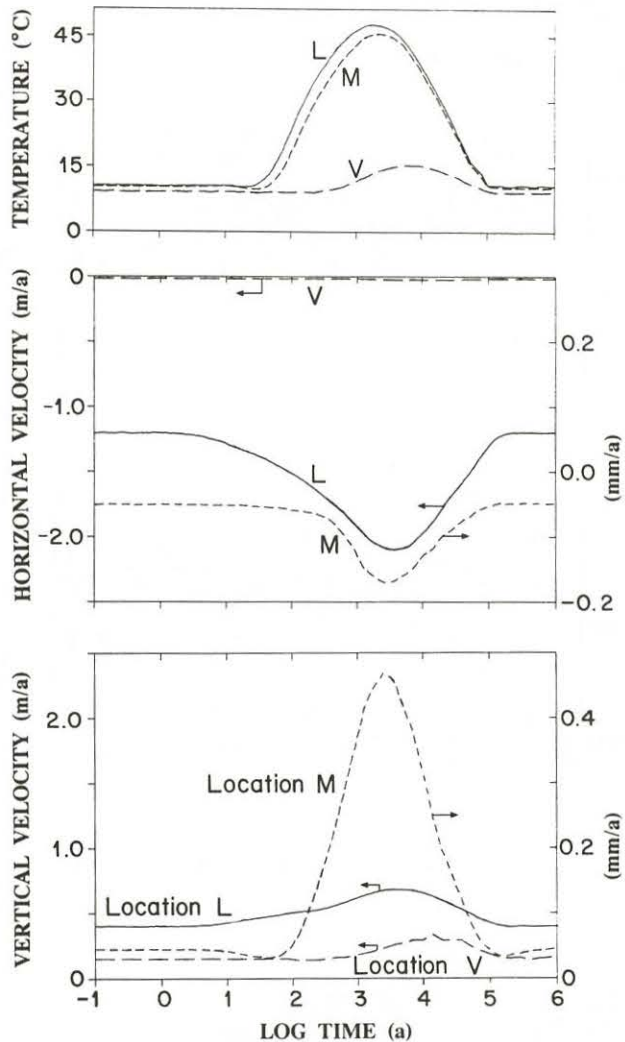 TEMPERATURE (°C)
45
30
15
0
L
M
V
HORIZONTAL VELOCITY (m/a)
0
-1.0
-2.0
V
L
M
0.2
0.0
-0.2
(mm/a)
VERTICAL VELOCITY (m/a)
2.0
1.0
0
Location M
Location L
Location V
0.4
0.2
0
(mm/a)
-1 0 1 2 3 4 5 6
LOG TIME (a)